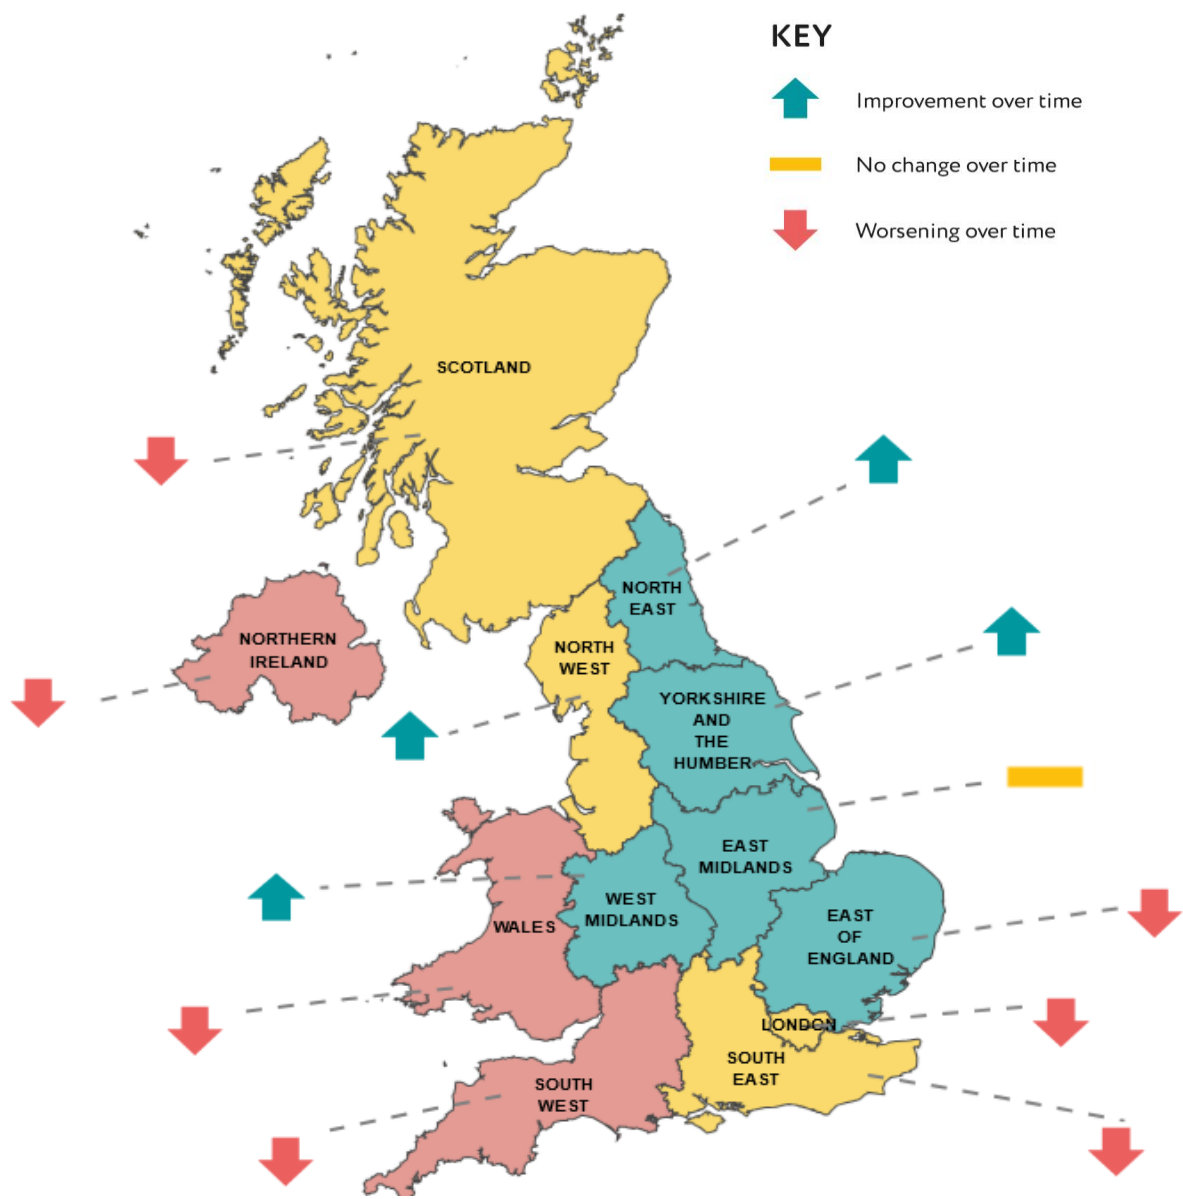 KEY
Improvement over time
No change over time
Worsening over time
SCOTLAND
NORTH
EAST
NORTHERN
IRELAND
NORTH
WEST
YORKSHIRE
AND
THE
HUMBER
EAST
MIDLANDS
WEST
MIDLANDS
WALES
EAST
OF
ENGLAND
LONDON
SOUTH
EAST
SOUTH
WEST